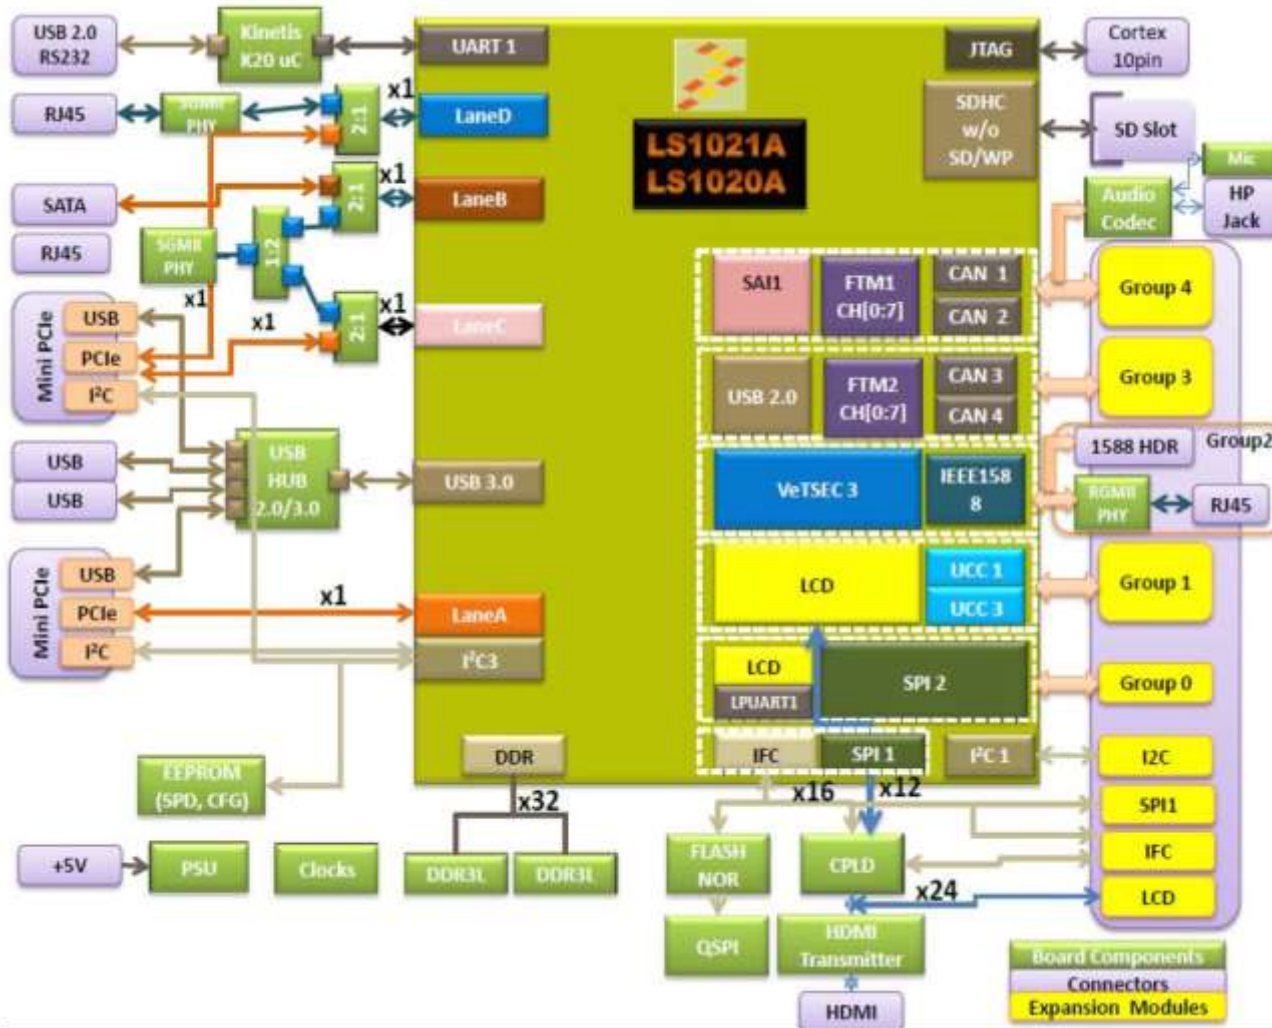 USB 2.0
RS232
Kinetis
K20 uC
UART 1
JTAG
Cortex
10pin
RJ45
SGMII
PHY
2:1
x1
LaneD
LS1021A
LS1020A
SDHC
w/o
SD/WP
SD Slot
Mic
SATA
2:1
x1
LaneB
Audio
Codec
HP
Jack
RJ45
SGMII
PHY
1:2
x1
x1
2:1
x1
LaneC
SAI1
FTM1
CH[0:7]
CAN 1
CAN 2
Group 4
Mini PCIe
USB
PCIe
I²C
USB 2.0
FTM2
CH[0:7]
CAN 3
CAN 4
Group 3
USB
USB
USB
HUB
2.0/3.0
USB 3.0
VeTSEC 3
IEEE158
8
1588 HDR
Group2
RGMII
PHY
RJ45
Mini PCIe
USB
PCIe
I²C
x1
LaneA
I²C3
LCD
UCC 1
UCC 3
Group 1
LCD
LPUART1
SPI 2
Group 0
DDR
IFC
SPI 1
I²C 1
I2C
EEPROM
(SPD, CFG)
x32
x16
x12
SPI1
+5V
PSU
Clocks
DDR3L
DDR3L
FLASH
NOR
CPLD
IFC
x24
LCD
QSPI
HDMI
Transmitter
HDMI
Board Components
Connectors
Expansion Modules